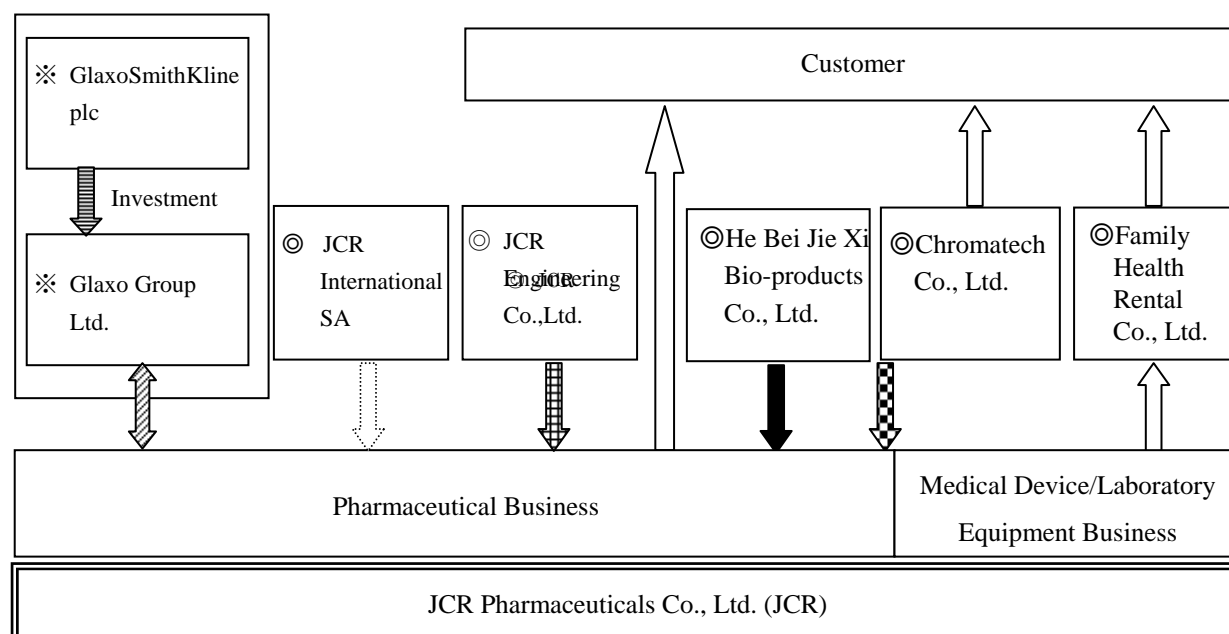 ※ GlaxoSmithKline
plc
Investment
※ Glaxo Group
Ltd.
Customer
◎ JCR
International
SA
◎ JCR
Engineering
◎ JCR
Co.,Ltd.
◎He Bei Jie Xi
Bio-products
Co., Ltd.
◎Chromatech
Co., Ltd.
◎Family
Health
Rental
Co., Ltd.
Pharmaceutical Business
Medical Device/Laboratory
Equipment Business
JCR Pharmaceuticals Co., Ltd. (JCR)